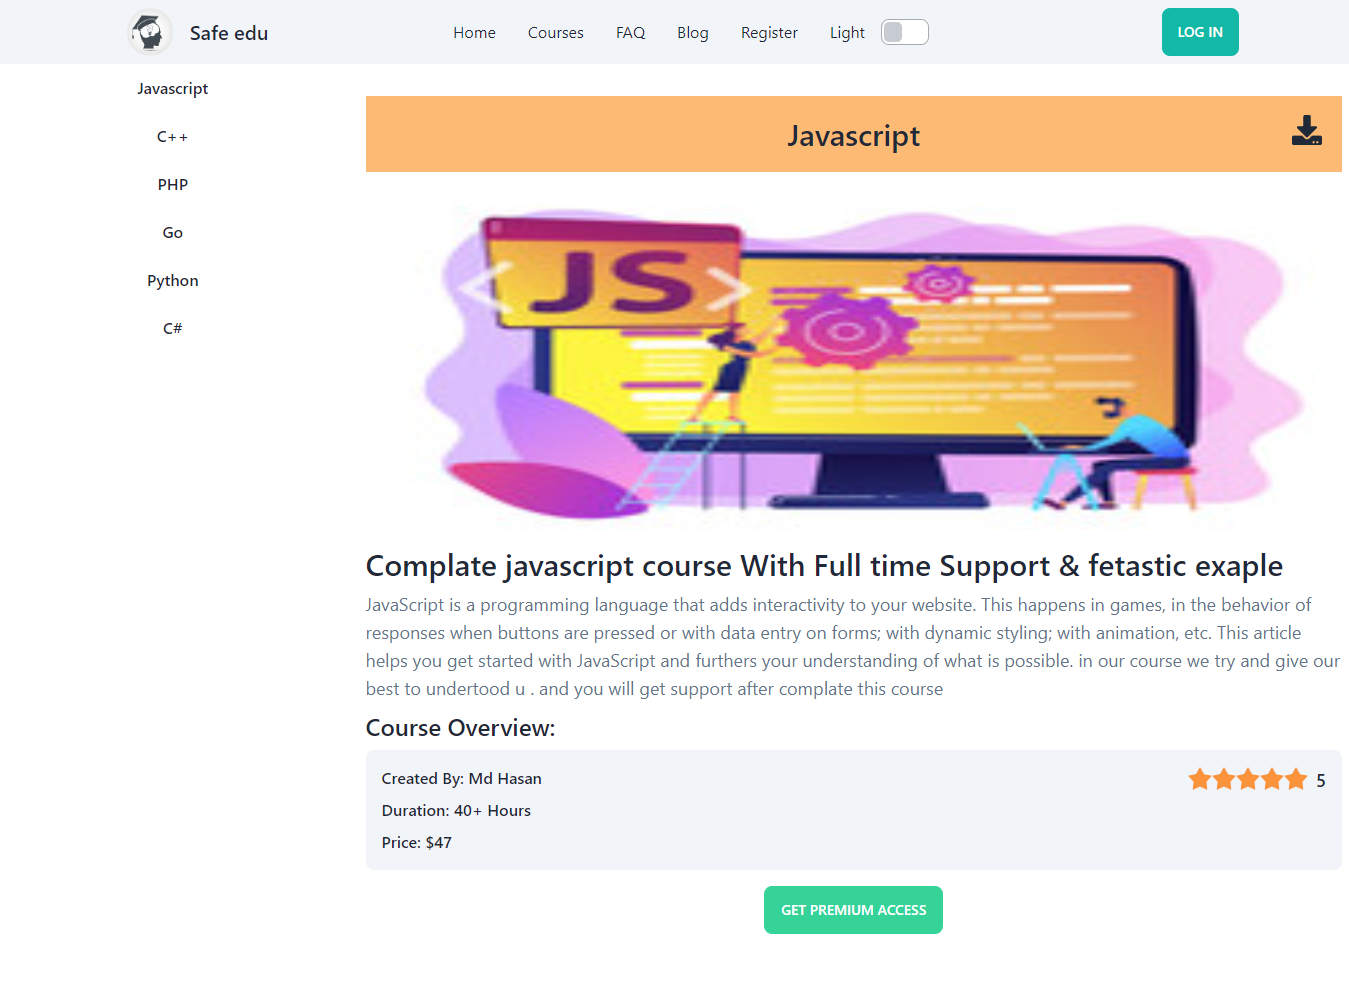 Safe edu
Home
Courses
FAQ
Blog
Register
Light
LOG IN
Javascript
C++
PHP
Go
Python
C#
Javascript
< JS >
Complate javascript course With Full time Support & fetastic exaple
JavaScript is a programming language that adds interactivity to your website. This happens in games, in the behavior of
responses when buttons are pressed or with data entry on forms; with dynamic styling; with animation, etc. This article
helps you get started with JavaScript and furthers your understanding of what is possible. in our course we try and give our
best to undertood u . and you will get support after complate this course
Course Overview:
Created By: Md Hasan
5
Duration: 40+ Hours
Price: $47
GET PREMIUM ACCESS